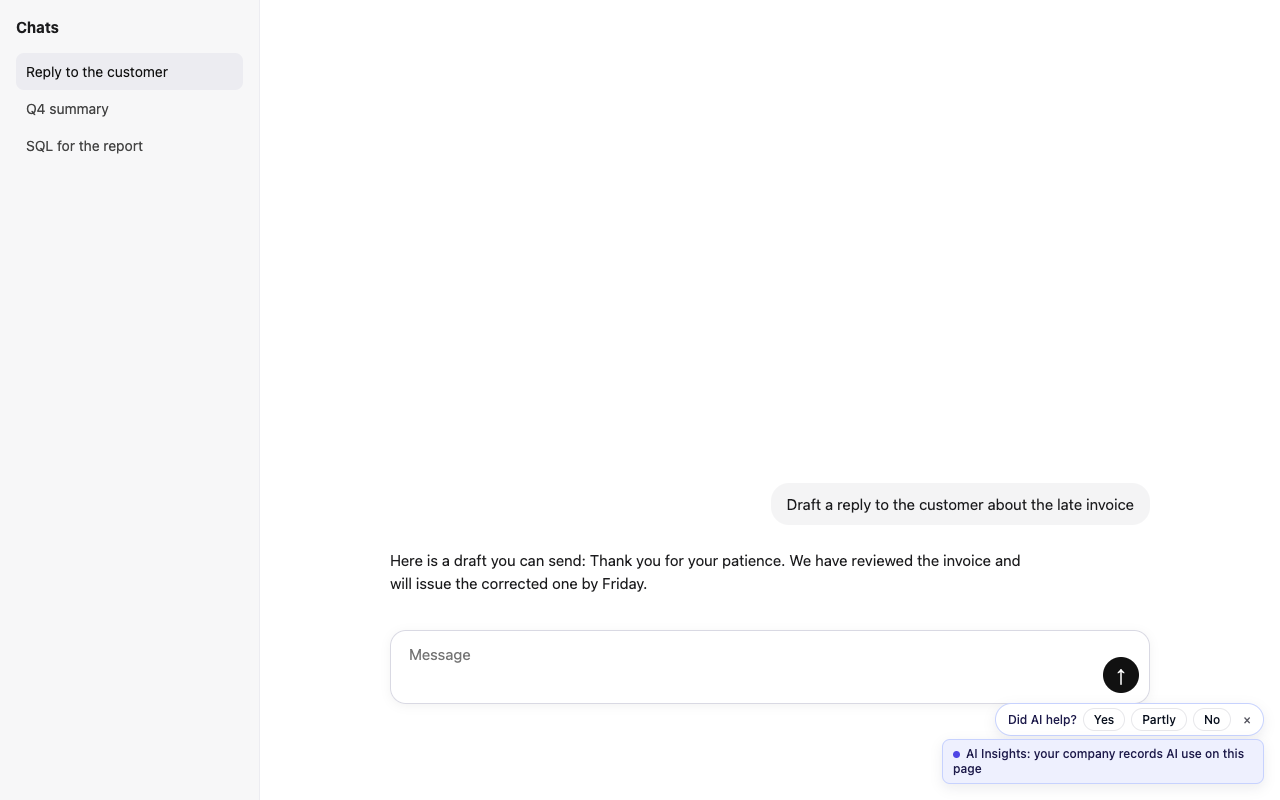 Chats
Reply to the customer
Q4 summary
SQL for the report
Draft a reply to the customer about the late invoice
Here is a draft you can send: Thank you for your patience. We have reviewed the invoice and
will issue the corrected one by Friday.
Message
↑
Did AI help? Yes Partly No ×
AI Insights: your company records AI use on this
page